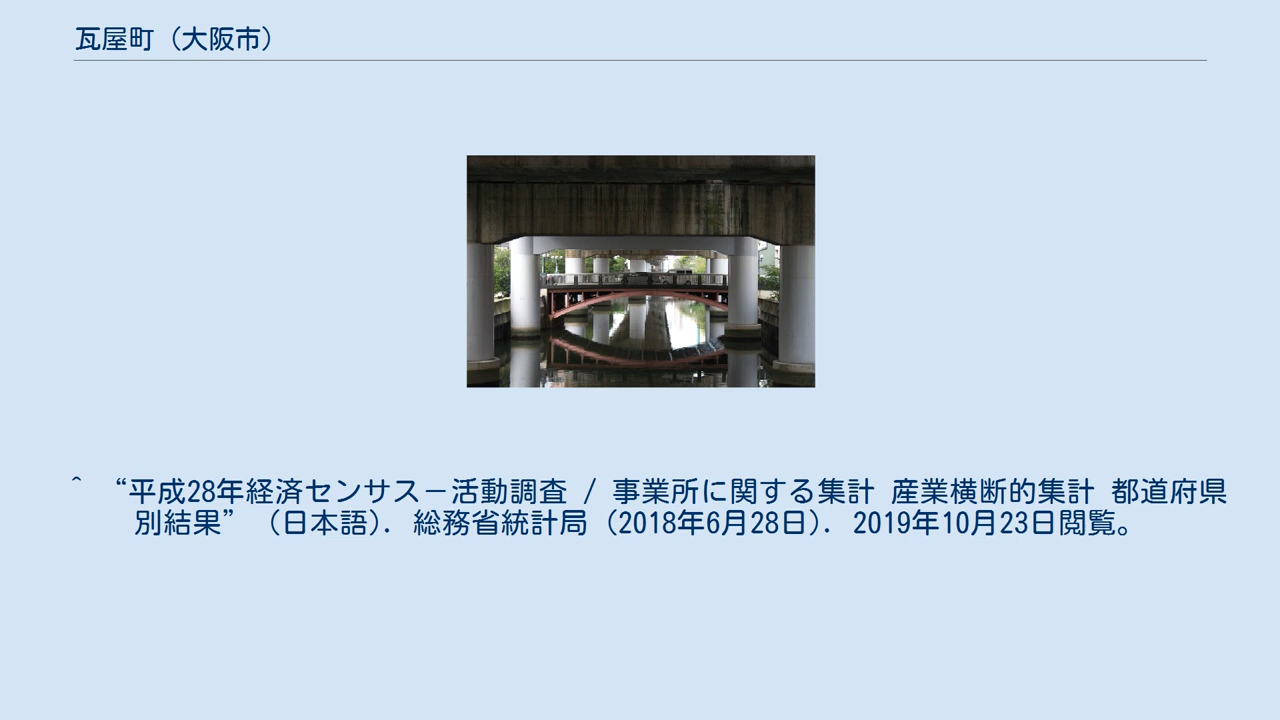 瓦屋町（大阪市）
^ “平成28年経済センサス－活動調査 / 事業所に関する集計 産業横断的集計 都道府県
別結果” （日本語）. 総務省統計局 (2018年6月28日). 2019年10月23日閲覧。